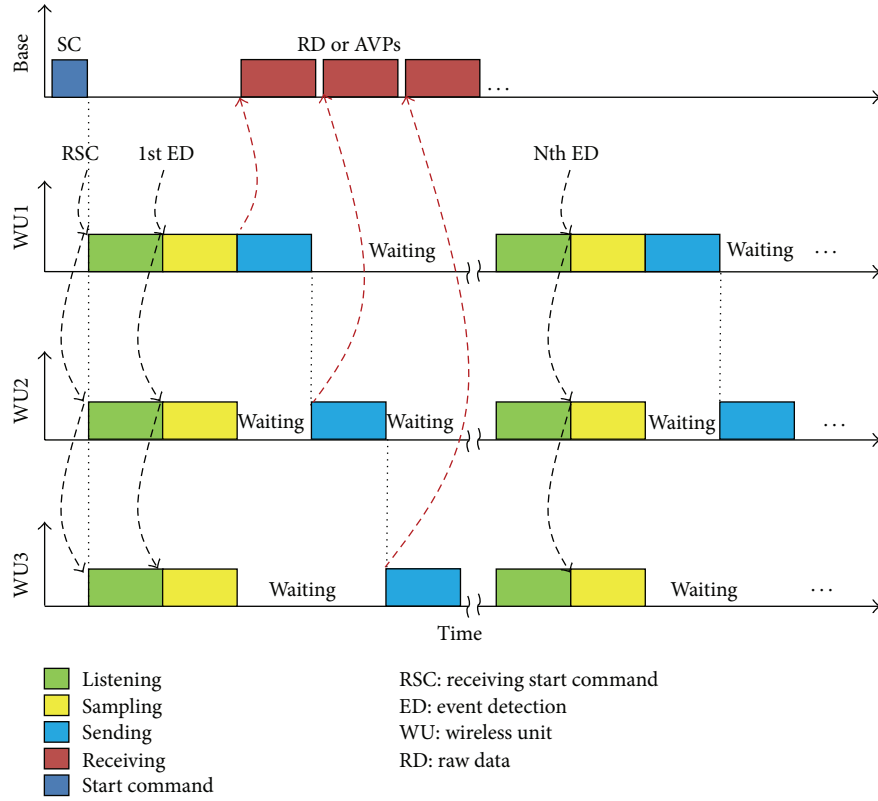 Base
SC
RD or AVPs
...
RSC
1st ED
Nth ED
WU1
Waiting
Waiting
...
WU2
Waiting
Waiting
Waiting
...
WU3
Waiting
Waiting
...
Time
Listening
Sampling
Sending
Receiving
Start command
RSC: receiving start command
ED: event detection
WU: wireless unit
RD: raw data